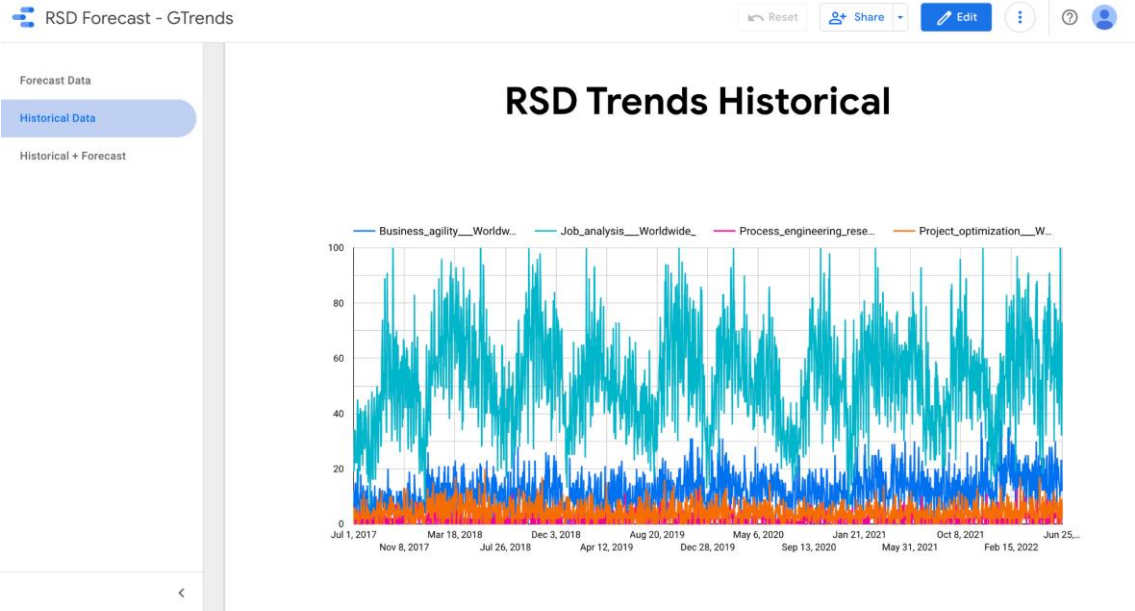 RSD Forecast - GTrends
Reset
Share
Edit
Forecast Data
Historical Data
Historical + Forecast
RSD Trends Historical
Business_agility___Worldw... Job_analysis___Worldwide_ Process_engineering_rese... Project_optimization___W...
100
80
60
40
20
0
Jul 1, 2017 Mar 18, 2018 Dec 3, 2018 Aug 20, 2019 May 6, 2020 Jan 21, 2021 Oct 8, 2021 Jun 25,...
Nov 8, 2017 Jul 26, 2018 Apr 12, 2019 Dec 28, 2019 Sep 13, 2020 May 31, 2021 Feb 15, 2022